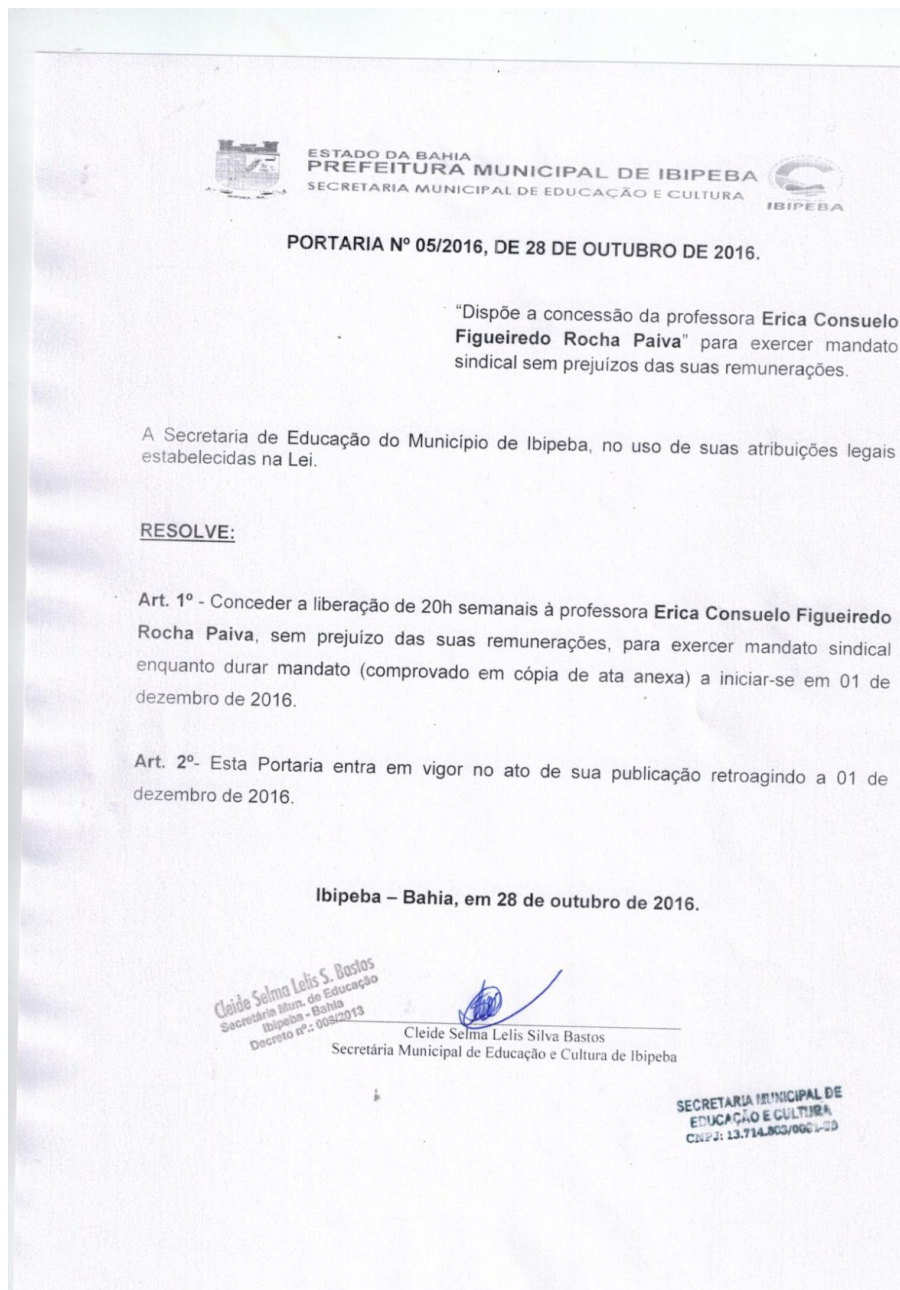 ESTADO DA BAHIA
PREFEITURA MUNICIPAL DE IBIPEBA
SECRETARIA MUNICIPAL DE EDUCAÇÃO E CULTURA
IBIPEBA
PORTARIA Nº 05/2016, DE 28 DE OUTUBRO DE 2016.
“Dispõe a concessão da professora Erica Consuelo
Figueiredo Rocha Paiva” para exercer mandato
sindical sem prejuízos das suas remunerações.
A Secretaria de Educação do Município de Ibipeba, no uso de suas atribuições legais
estabelecidas na Lei.
RESOLVE:
Art. 1º - Conceder a liberação de 20h semanais à professora Erica Consuelo Figueiredo
Rocha Paiva, sem prejuízo das suas remunerações, para exercer mandato sindical
enquanto durar mandato (comprovado em cópia de ata anexa) a iniciar-se em 01 de
dezembro de 2016.
Art. 2º- Esta Portaria entra em vigor no ato de sua publicação retroagindo a 01 de
dezembro de 2016.
Ibipeba – Bahia, em 28 de outubro de 2016.
Cleide Selma Lelis S. Bastos
Secretária Mun. de Educação
Ibipeba - Bahia
Decreto nº.: 008/2013
Cleide Selma Lelis Silva Bastos
Secretária Municipal de Educação e Cultura de Ibipeba
SECRETARIA MUNICIPAL DE
EDUCAÇÃO E CULTURA
CNPJ: